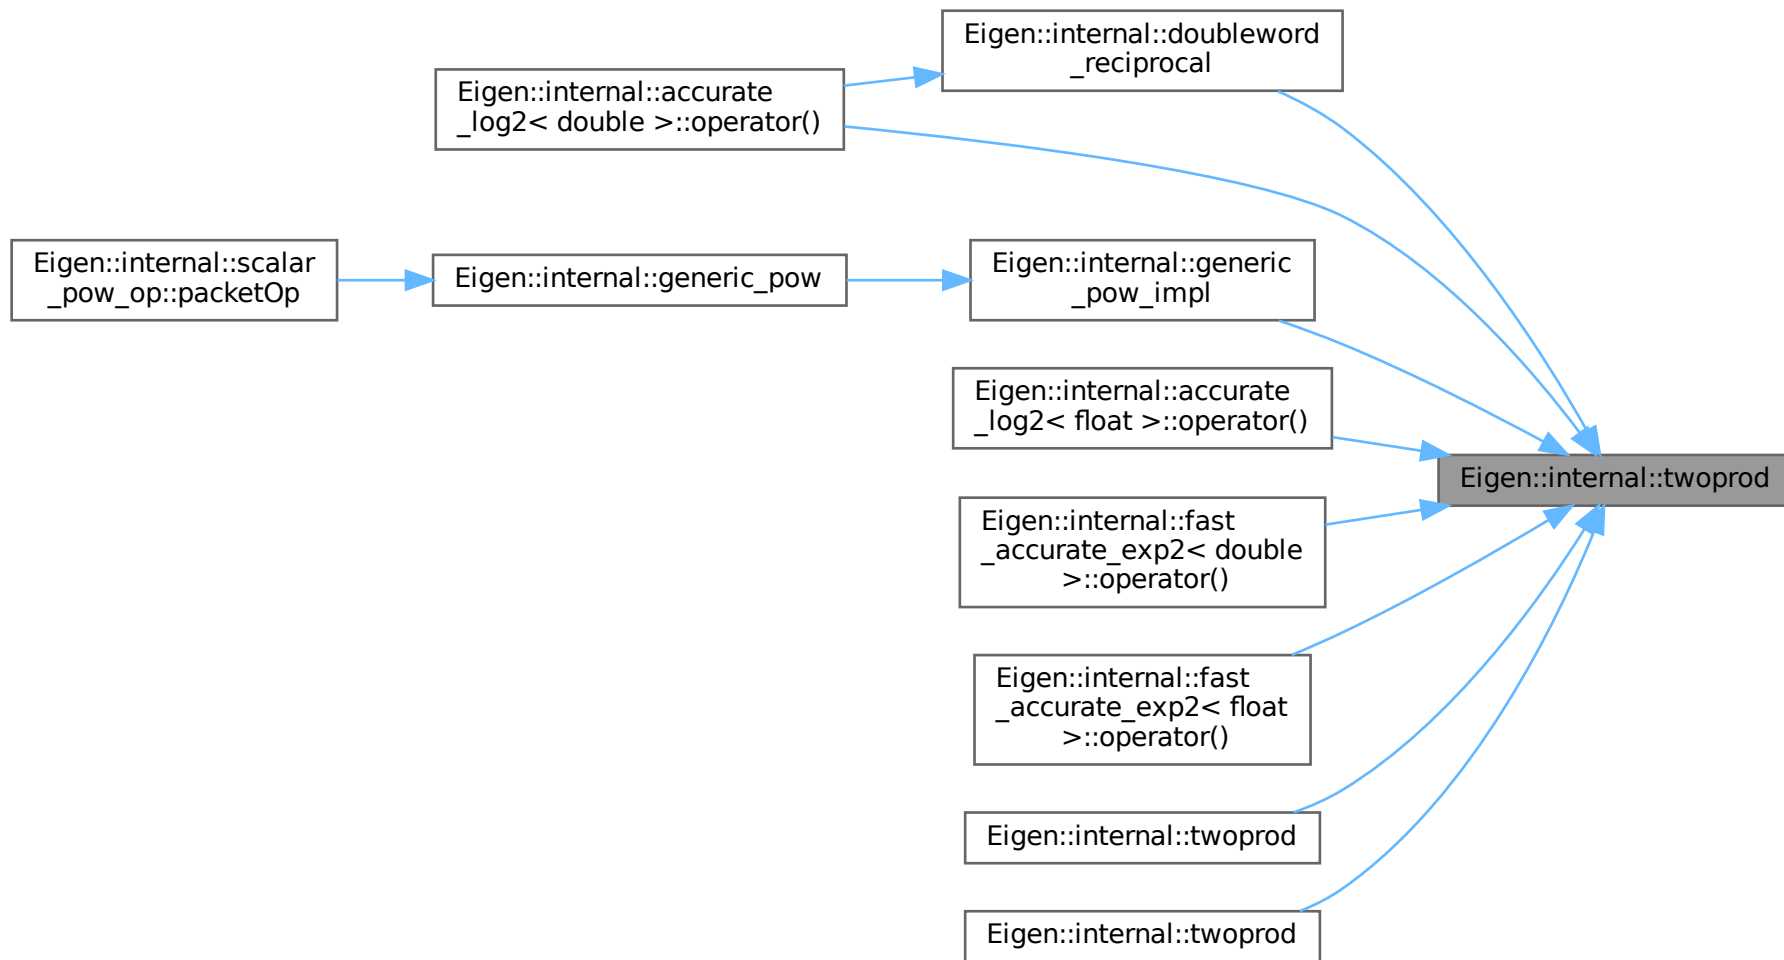 Eigen::internal::doubleword
_reciprocal
Eigen::internal::accurate
_log2< double >::operator()
Eigen::internal::scalar
_pow_op::packetOp
Eigen::internal::generic_pow
Eigen::internal::generic
_pow_impl
Eigen::internal::accurate
_log2< float >::operator()
Eigen::internal::twoprod
Eigen::internal::fast
_accurate_exp2< double
>::operator()
Eigen::internal::fast
_accurate_exp2< float
>::operator()
Eigen::internal::twoprod
Eigen::internal::twoprod